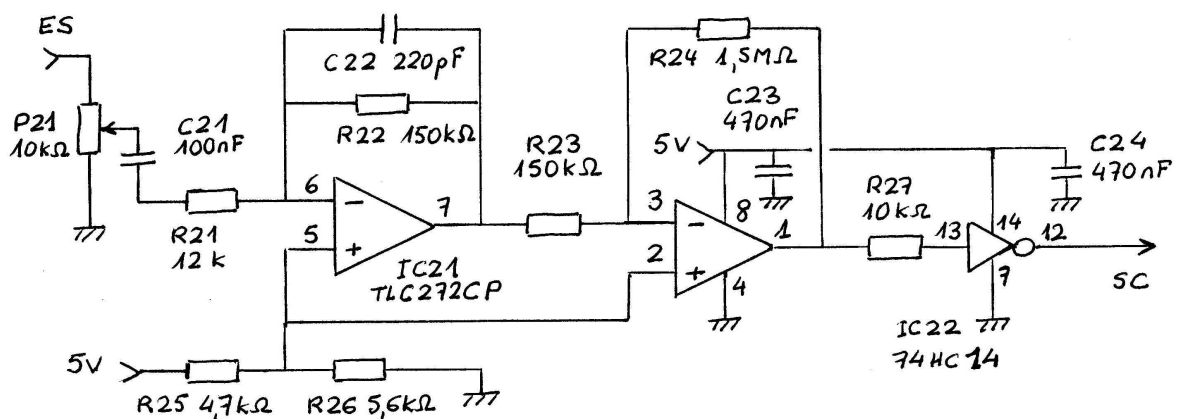 ES
P21
10kΩ
C21
100nF
R21
12 k
C22 220pF
R22 150kΩ
6
5
7
IC21
TLC272CP
R23
150kΩ
R24 1,5MΩ
C23
470nF
5V
3
2
8
1
4
R27
10kΩ
13
14
12
7
C24
470nF
SC
IC22
74HC14
5V
R25 4,7kΩ
R26 5,6kΩ